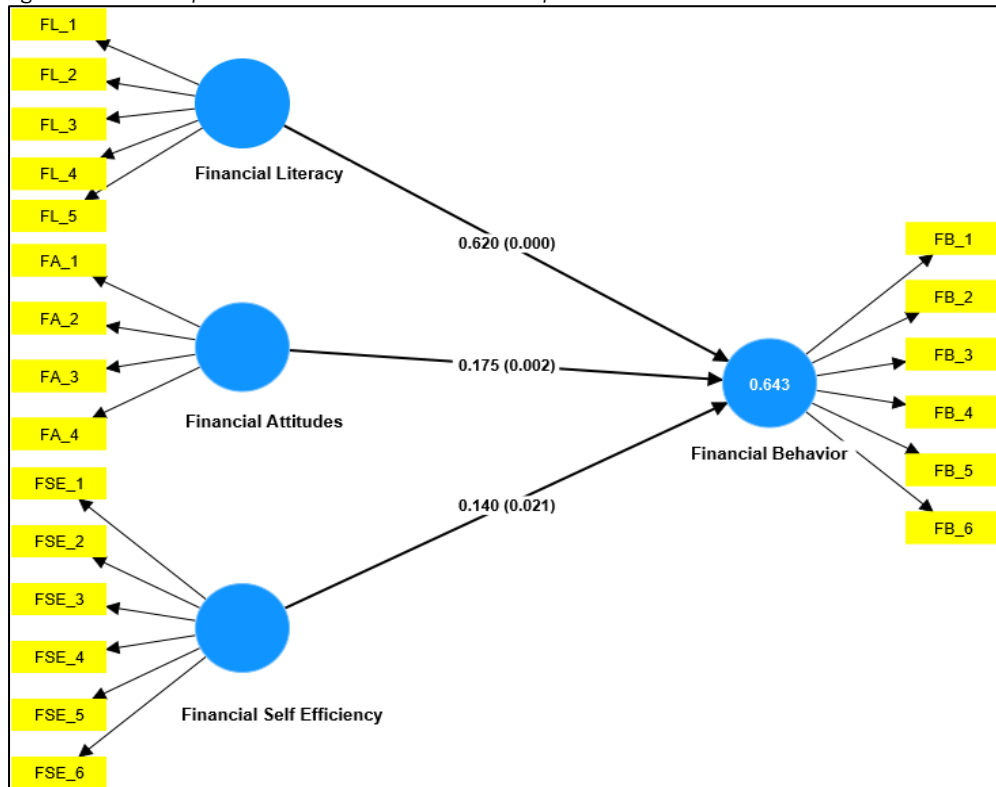 FL_1
FL_2
FL_3
FL_4
FL_5
Financial Literacy
0.620 (0.000)
FA_1
FA_2
FA_3
FA_4
Financial Attitudes
0.175 (0.002)
FSE_1
FSE_2
FSE_3
FSE_4
FSE_5
FSE_6
Financial Self Efficiency
0.140 (0.021)
0.643
Financial Behavior
FB_1
FB_2
FB_3
FB_4
FB_5
FB_6